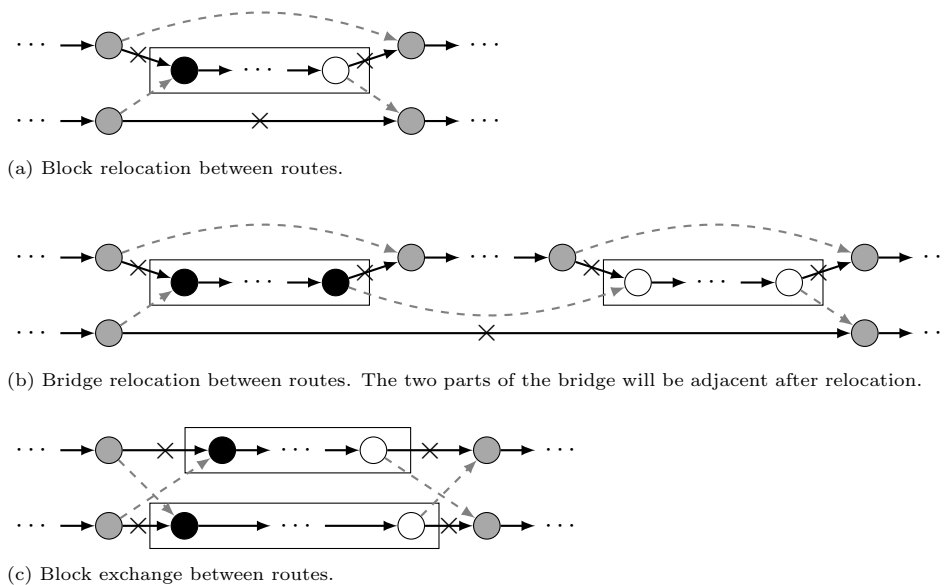 ··· ···
··· 
··· ···
(a) Block relocation between routes.
··· ··· ··
···  ···
··· ··
(b) Bridge relocation between routes. The two parts of the bridge will be adjacent after relocation.
··· ··· ···
··· ··· ···
(c) Block exchange between routes.